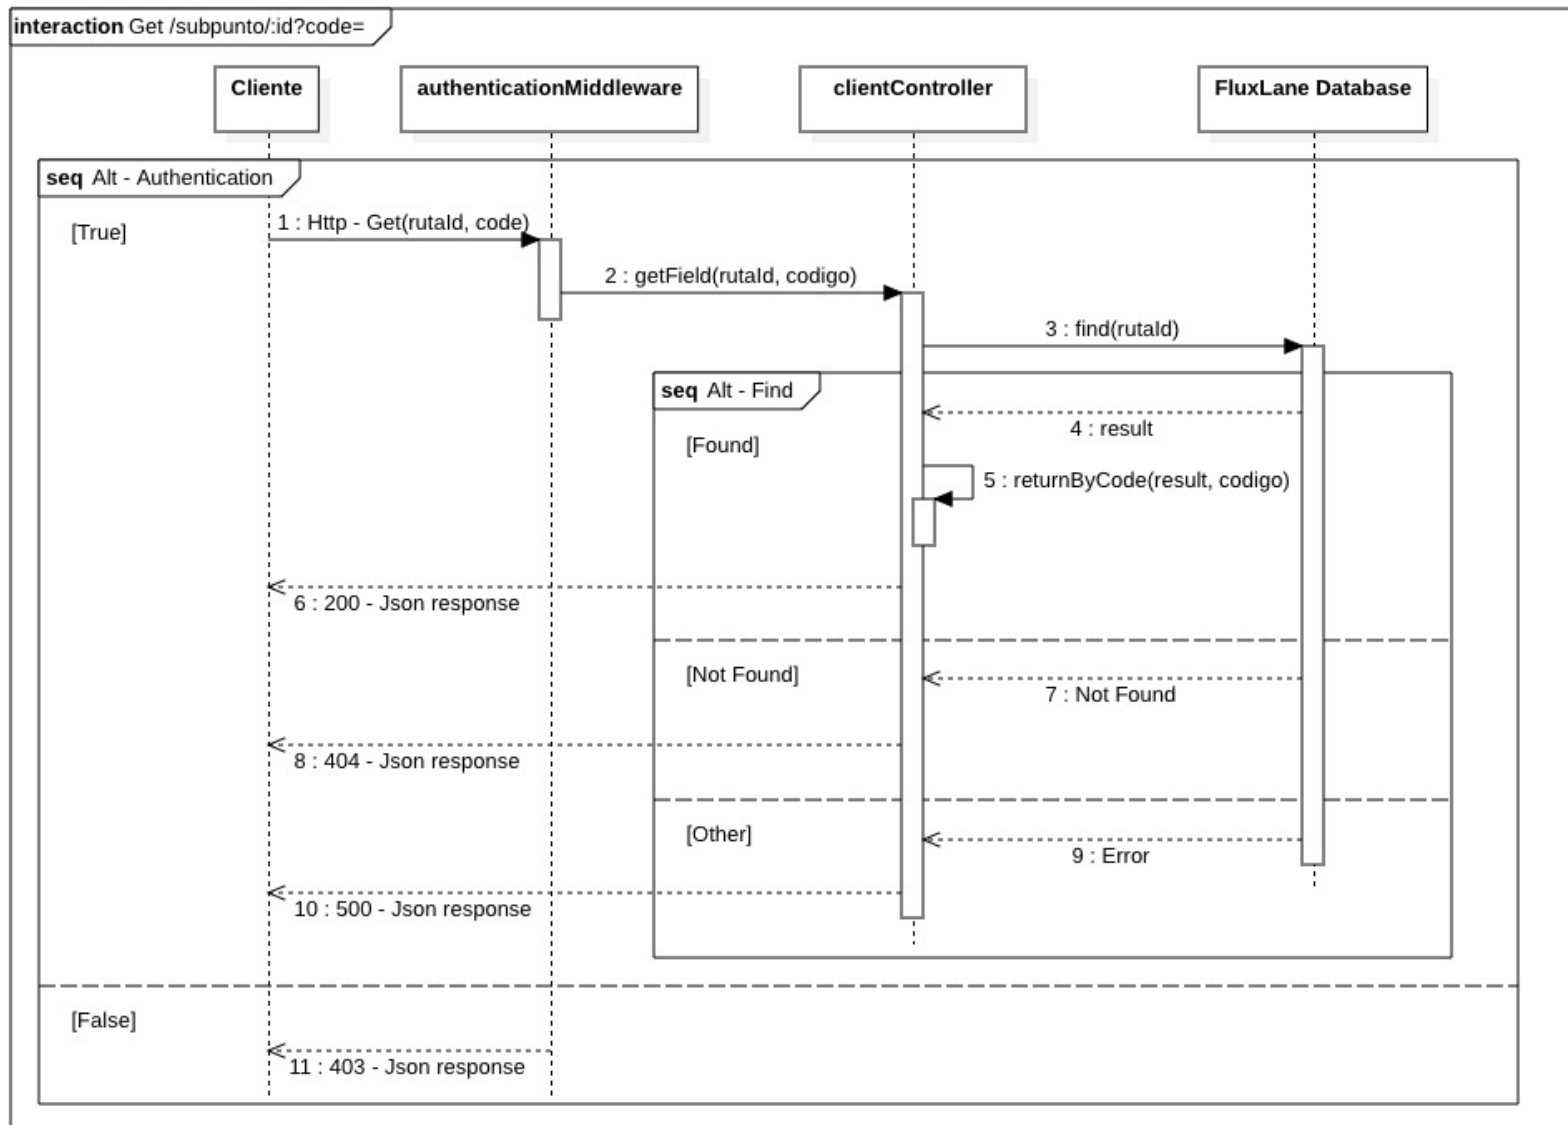 interaction Get /subpunto/:id?code=
Cliente
authenticationMiddleware
clientController
FluxLane Database
seq Alt - Authentication
[True]
1 : Http - Get(rutaId, code)
2 : getField(rutaId, codigo)
3 : find(rutaId)
seq Alt - Find
[Found]
4 : result
5 : returnByCode(result, codigo)
6 : 200 - Json response
[Not Found]
7 : Not Found
8 : 404 - Json response
[Other]
9 : Error
10 : 500 - Json response
[False]
11 : 403 - Json response